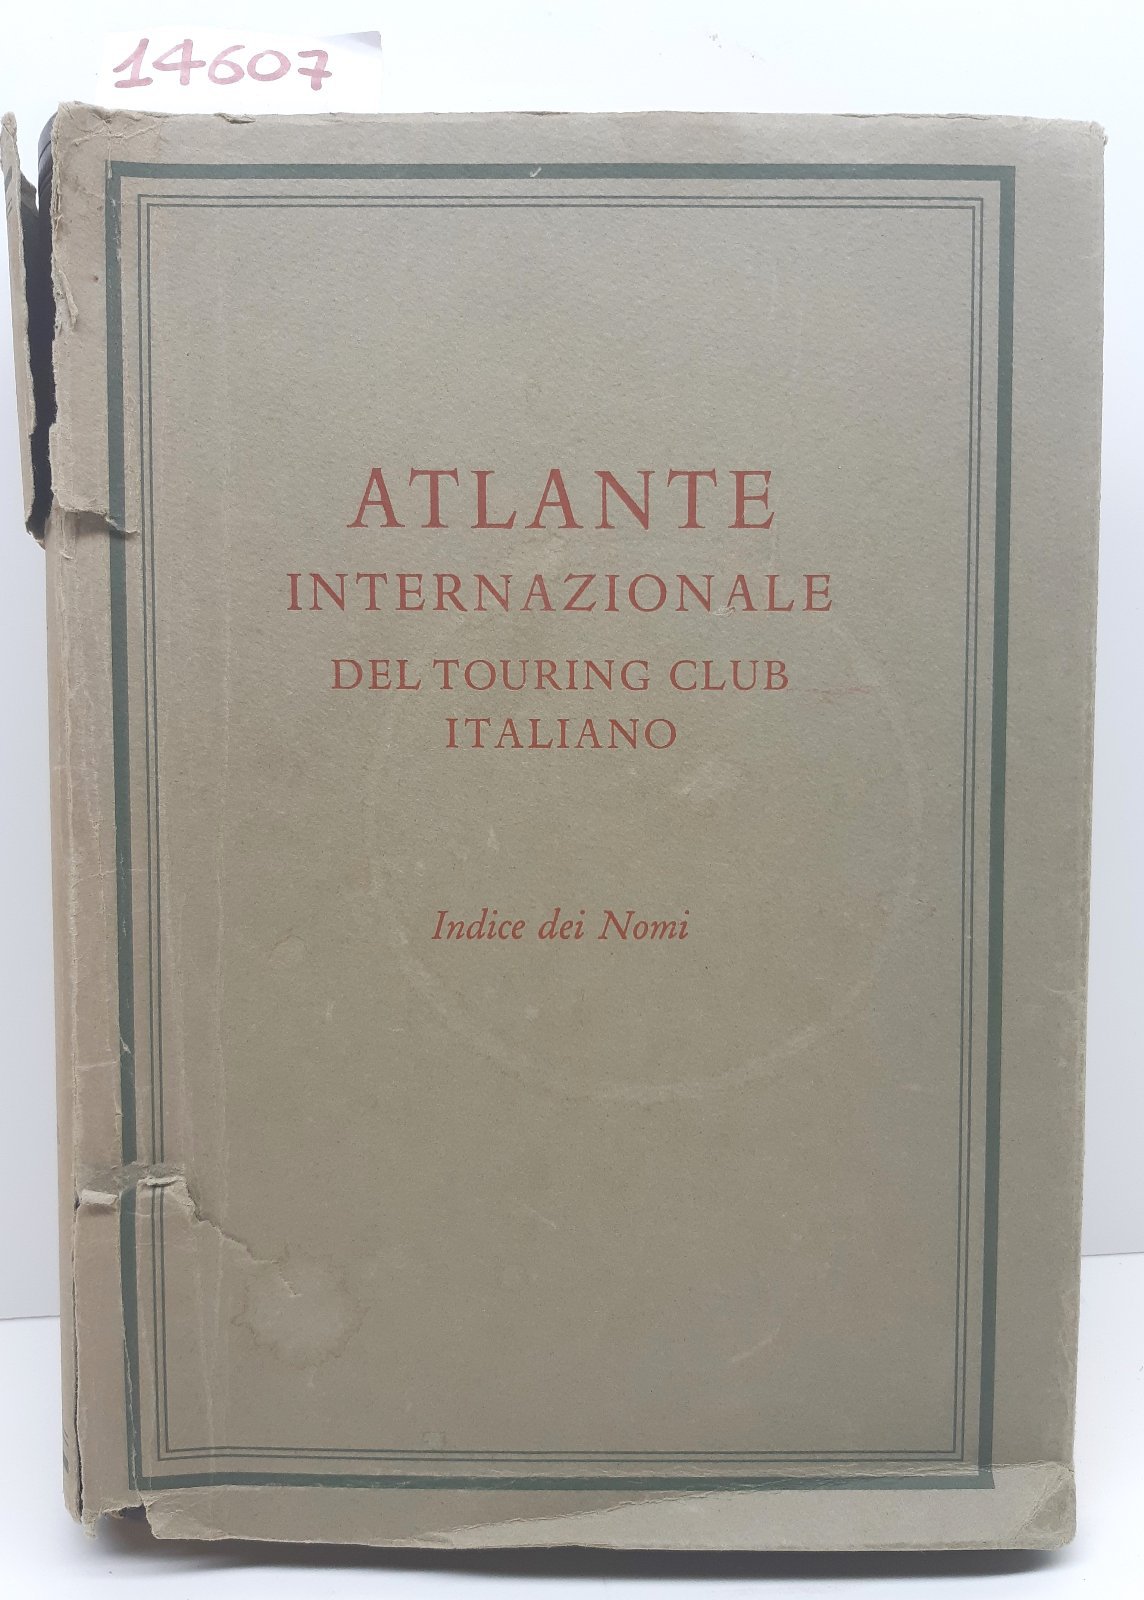 14607
ATLANTE
INTERNAZIONALE
DEL TOURING CLUB
ITALIANO
Indice dei Nomi